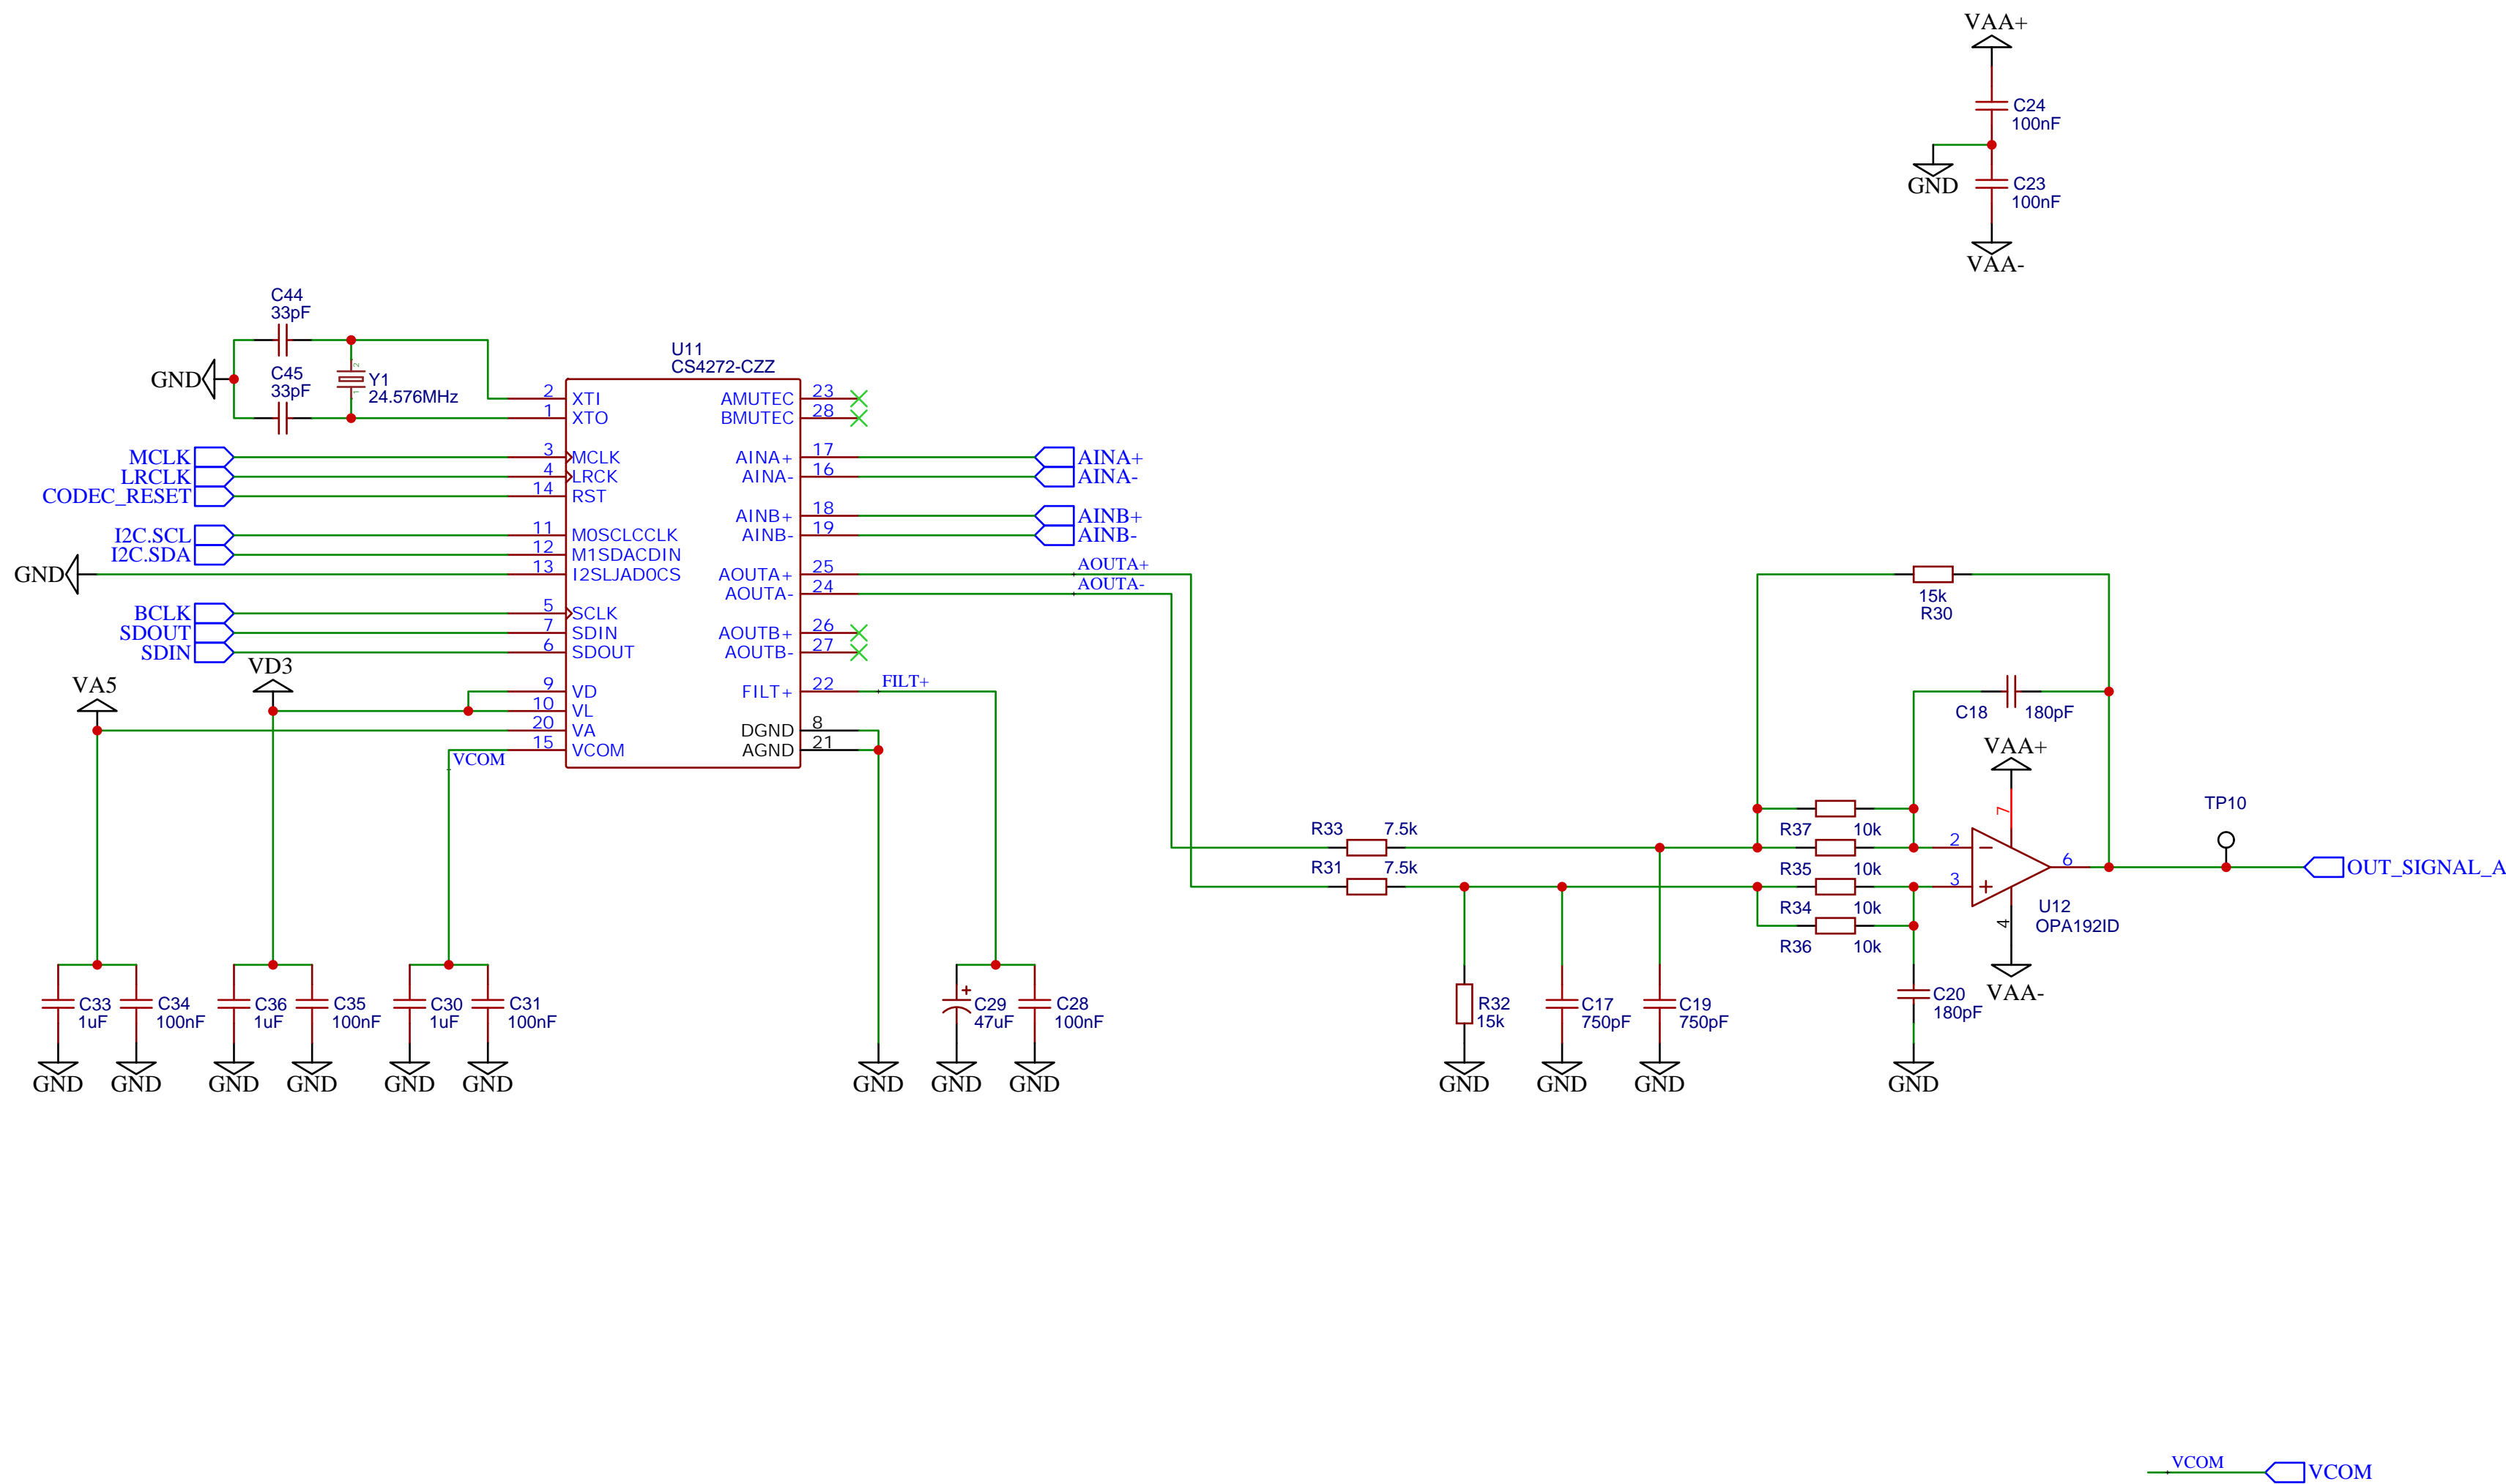 VAA+
C24
100nF
GND
C23
100nF
VAA-
C44
33pF
GND
C45
33pF
2
1
Y1
24.576MHz
U11
CS4272-CZZ
2 XTI
1 XTO
MCLK 3 MCLK
LRCLK 4 LRCK
CODEC_RESET 14 RST
I2C.SCL 11 M0SCLCCLK
I2C.SDA 12 M1SDACDIN
GND 13 I2SLJAD0CS
BCLK 5 SCLK
SDOUT 7 SDIN
SDIN 6 SDOUT
VD3
VA5
9 VD
10 VL
20 VA
15 VCOM
VCOM
AMUTEC 23
BMUTEC 28
AINA+ 17 AINA+
AINA- 16 AINA-
AINB+ 18 AINB+
AINB- 19 AINB-
AOUTA+ 25 AOUTA+
AOUTA- 24 AOUTA-
AOUTB+ 26
AOUTB- 27
FILT+ 22 FILT+
DGND 8
AGND 21
15k
R30
C18 180pF
VAA+
7
TP10
R33 7.5k
R31 7.5k
R37 10k
R35 10k
R34 10k
R36 10k
2
3
6
4
U12
OPA192ID
VAA-
OUT_SIGNAL_A
C33
1uF
C34
100nF
C36
1uF
C35
100nF
C30
1uF
C31
100nF
+
C29
47uF
C28
100nF
R32
15k
C17
750pF
C19
750pF
C20
180pF
GND GND GND GND GND GND GND GND GND GND GND GND GND
VCOM VCOM